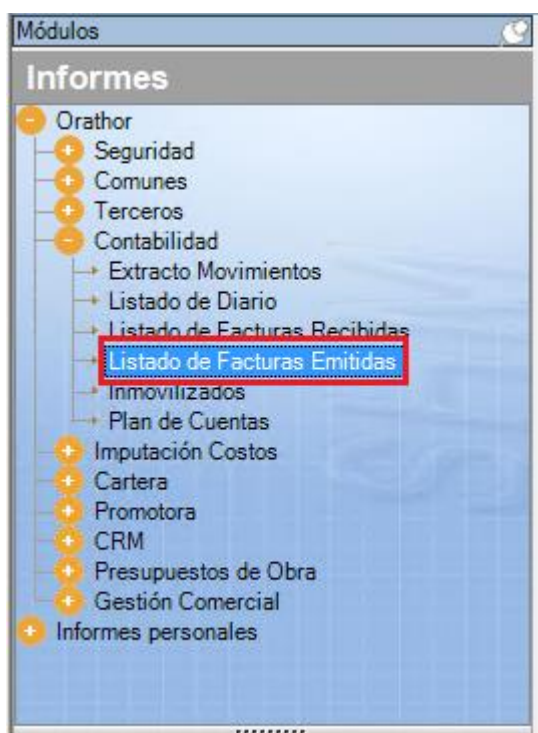 Módulos
Informes
Orathor
Seguridad
Comunes
Terceros
Contabilidad
Extracto Movimientos
Listado de Diario
Listado de Facturas Recibidas
Listado de Facturas Emitidas
Inmovilizados
Plan de Cuentas
Imputación Costos
Cartera
Promotora
CRM
Presupuestos de Obra
Gestión Comercial
Informes personales